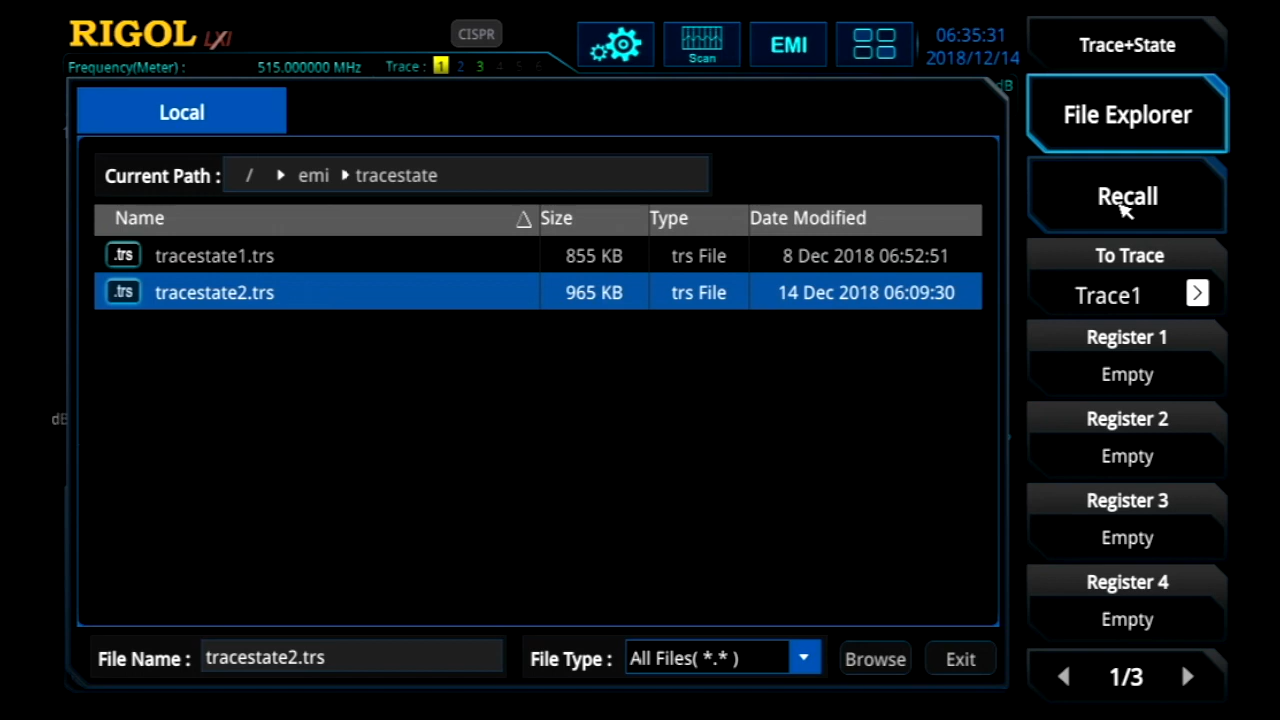 RIGOL LXI
CISPR
Scan
EMI
06:35:31
2018/12/14
Frequency(Meter) : 515.000000 MHz Trace : 1 2 3 4 5 6
dB
Local
Current Path : / emi tracestate
Name Size Type Date Modified
.trs tracestate1.trs 855 KB trs File 8 Dec 2018 06:52:51
.trs tracestate2.trs 965 KB trs File 14 Dec 2018 06:09:30
dB
File Name : tracestate2.trs File Type : All Files( *.* ) Browse Exit
Trace+State
File Explorer
Recall
To Trace
Trace1 >
Register 1
Empty
Register 2
Empty
Register 3
Empty
Register 4
Empty
1/3